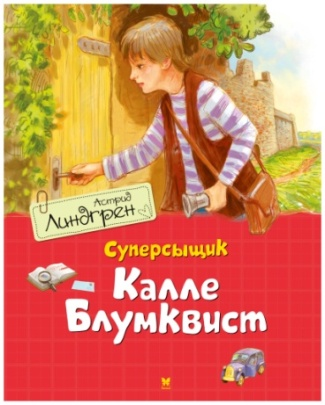 Астрид
Линдгрен
Суперсыщик
Калле
Блумквист